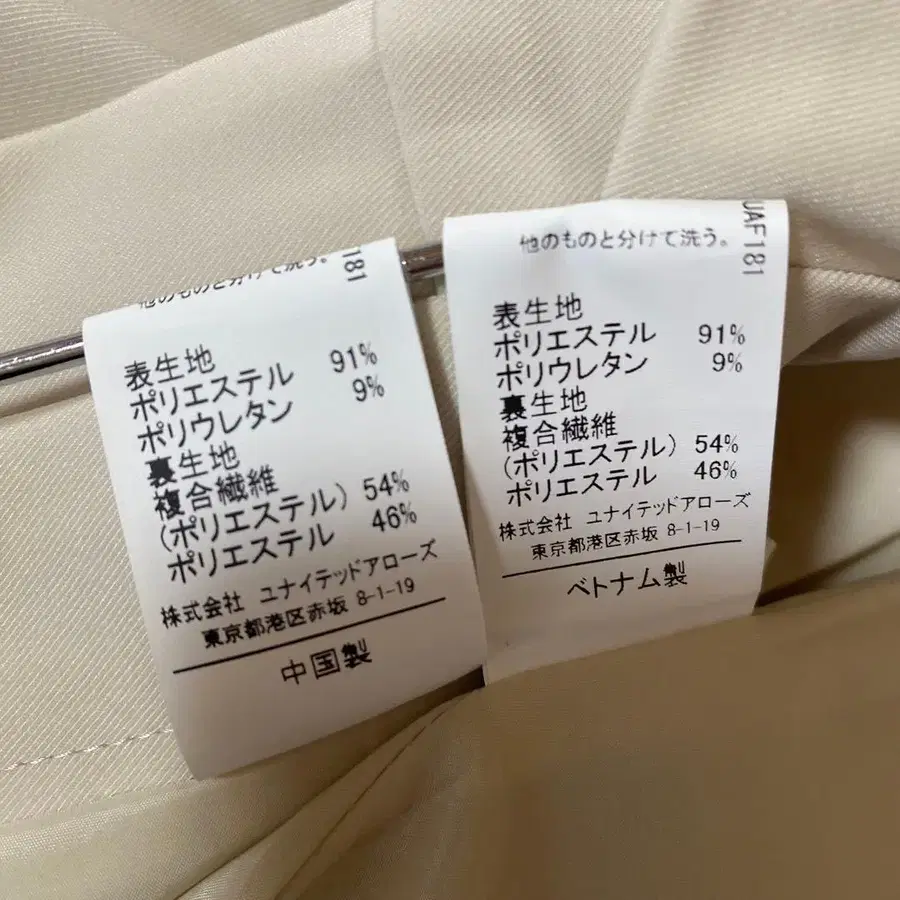 181
他のものと分けて洗う。
表生地
ポリエステル 91%
ポリウレタン 9%
裏生地
複合繊維
(ポリエステル) 54%
ポリエステル 46%
株式会社 ユナイテッドアローズ
東京都港区赤坂 8-1-19
中国製
UAF181
他のものと分けて洗う。
表生地
ポリエステル 91%
ポリウレタン 9%
裏生地
複合繊維
(ポリエステル) 54%
ポリエステル 46%
株式会社 ユナイテッドアローズ
東京都港区赤坂 8-1-19
ベトナム製